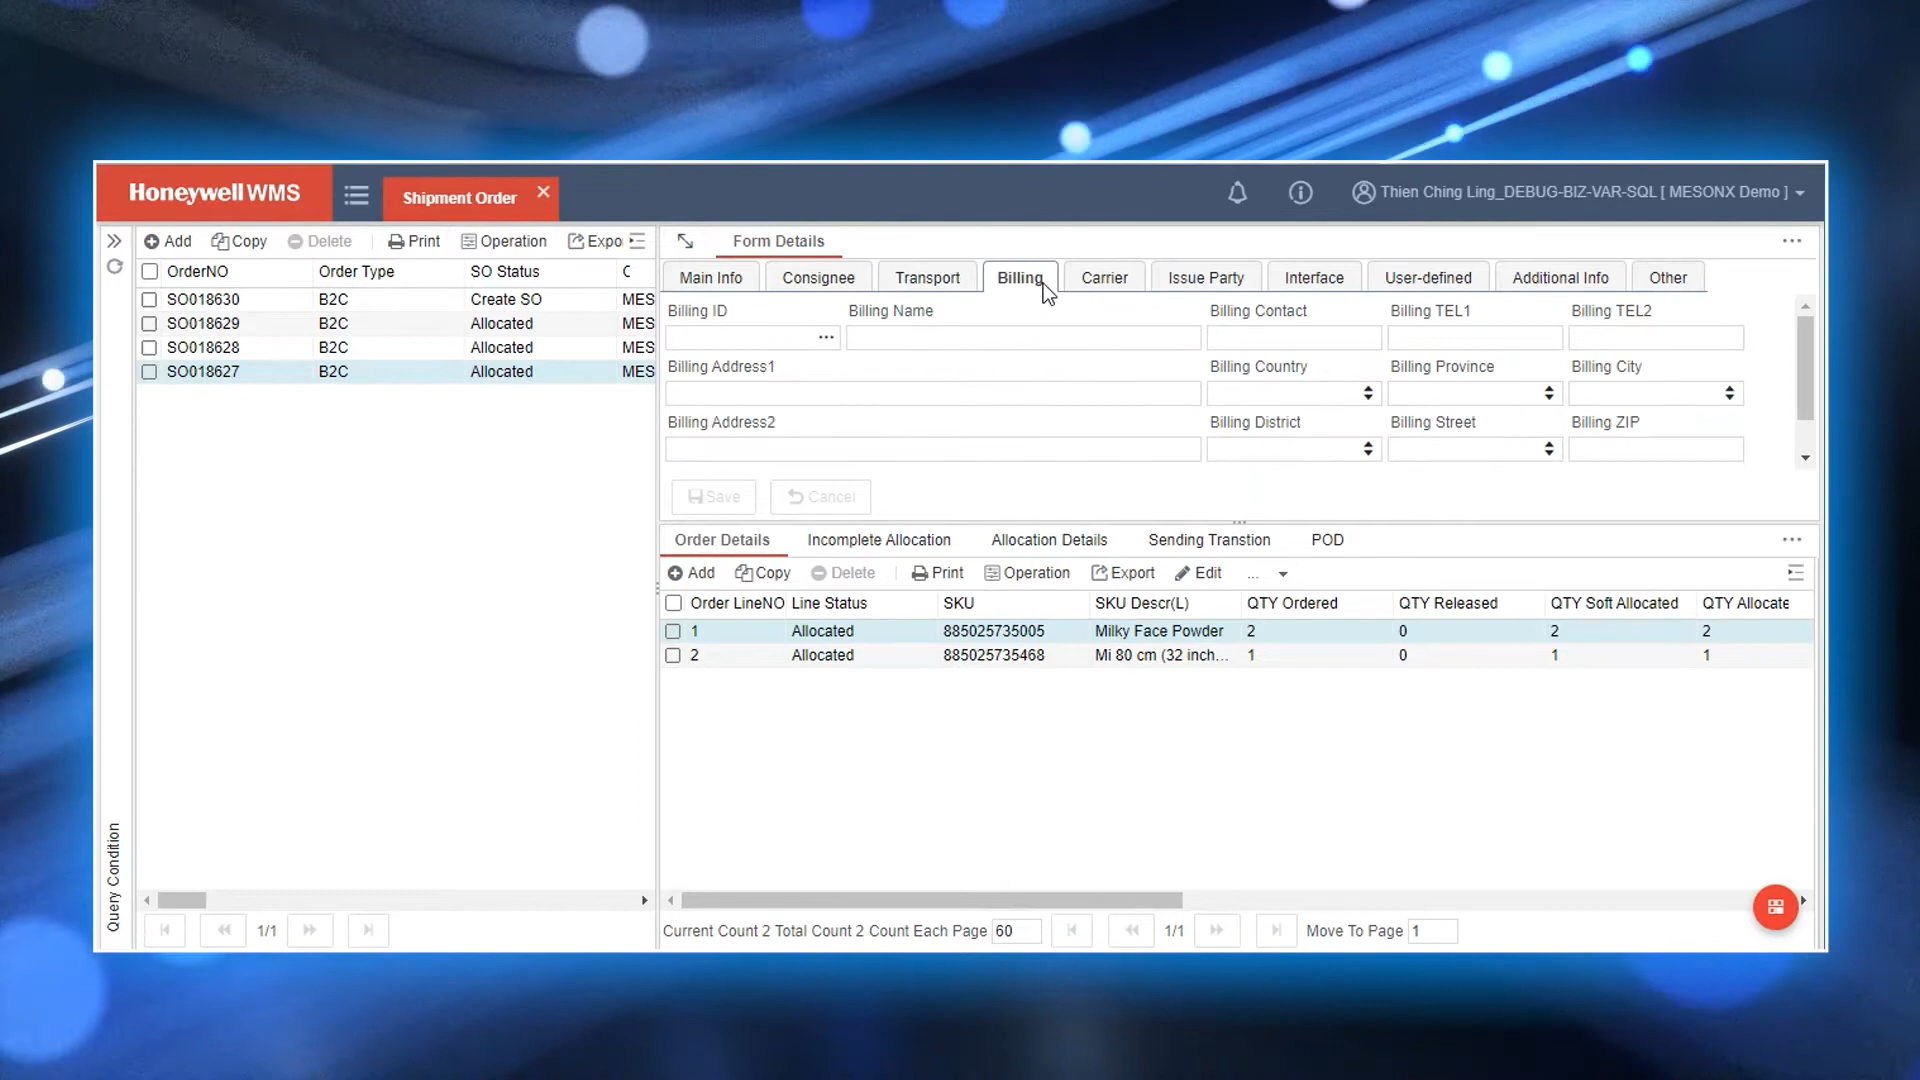 Honeywell WMS
Shipment Order
Thien Ching Ling_DEBUG-BIZ-VAR-SQL [ MESONX Demo ]
Add Copy Delete Print Operation Expo
OrderNO Order Type SO Status C
SO018630 B2C Create SO MES
SO018629 B2C Allocated MES
SO018628 B2C Allocated MES
SO018627 B2C Allocated MES
Query Condition
1/1
Form Details
Main Info Consignee Transport Billing Carrier Issue Party Interface User-defined Additional Info Other
Billing ID Billing Name Billing Contact Billing TEL1 Billing TEL2
Billing Address1 Billing Country Billing Province Billing City
Billing Address2 Billing District Billing Street Billing ZIP
Save Cancel
Order Details Incomplete Allocation Allocation Details Sending Transtion POD
Add Copy Delete Print Operation Export Edit ...
Order LineNO Line Status SKU SKU Descr(L) QTY Ordered QTY Released QTY Soft Allocated QTY Allocate
1 Allocated 885025735005 Milky Face Powder 2 0 2 2
2 Allocated 885025735468 Mi 80 cm (32 inch... 1 0 1 1
Current Count 2 Total Count 2 Count Each Page 60 1/1 Move To Page 1